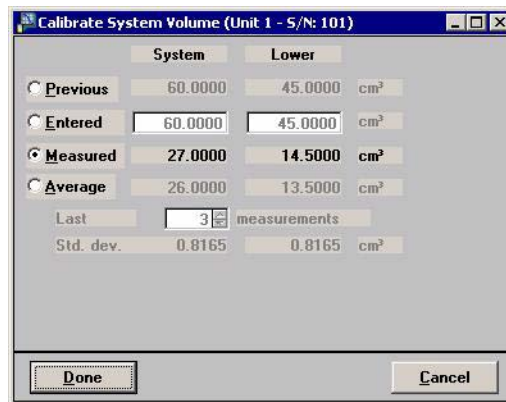 Calibrate System Volume (Unit 1 - S/N: 101)
System Lower
Previous 60.0000 45.0000 cm³
Entered 60.0000 45.0000 cm³
Measured 27.0000 14.5000 cm³
Average 26.0000 13.5000 cm³
Last 3 measurements
Std. dev. 0.8165 0.8165 cm³
Done Cancel